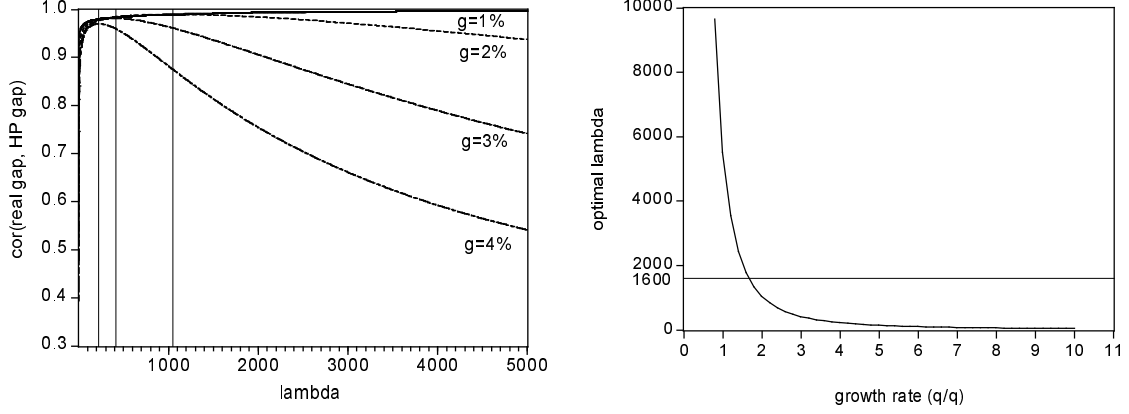 1.0
0.9
0.8
0.7
0.6
0.5
0.4
0.3
cor(real gap, HP gap)
g=1%
g=2%
g=3%
g=4%
1000 2000 3000 4000 5000
lambda
10000
8000
6000
4000
2000
1600
0
optimal lambda
0 1 2 3 4 5 6 7 8 9 10 11
growth rate (q/q)